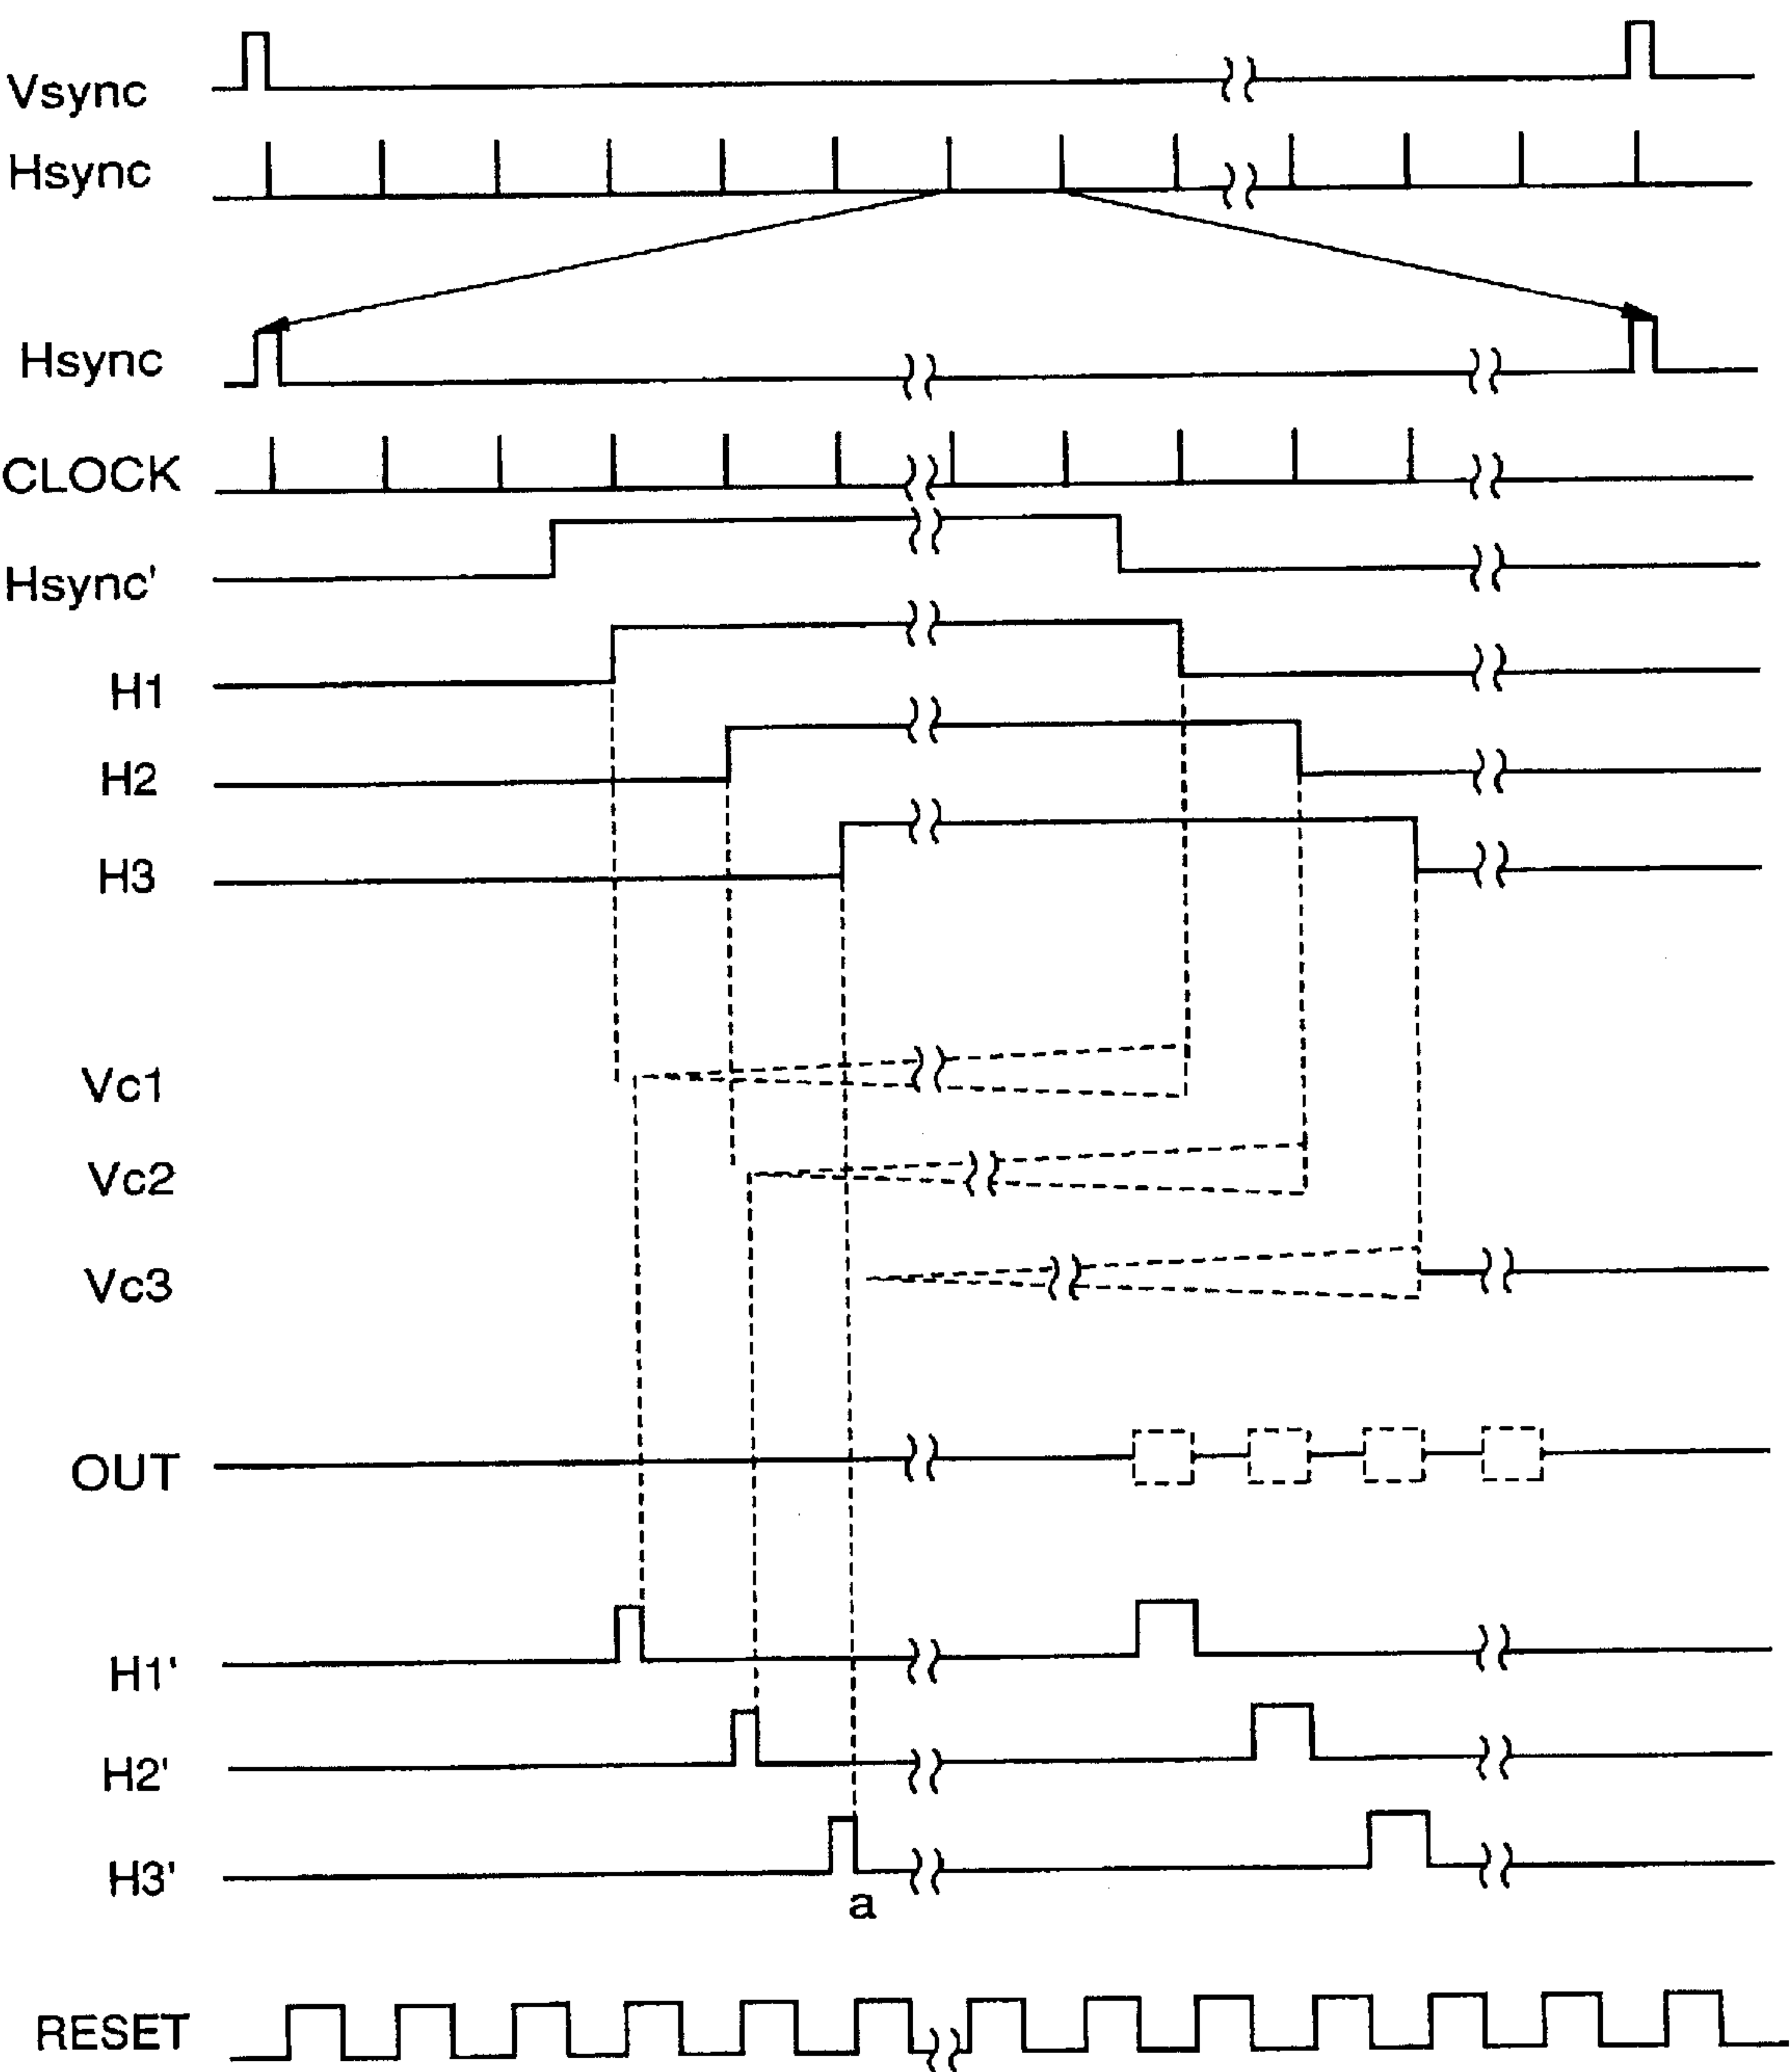 Vsync
Hsync
Hsync
CLOCK
Hsync'
H1
H2
H3
Vc1
Vc2
Vc3
OUT
H1'
H2'
H3'
a
RESET